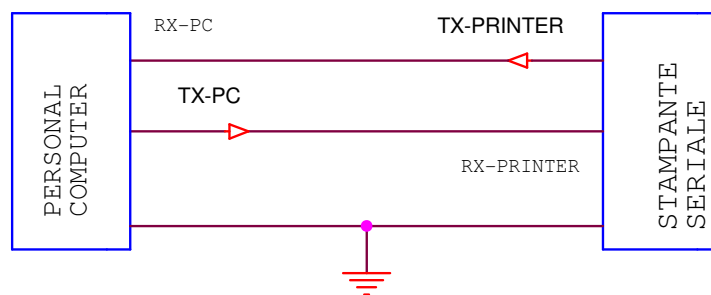 RX-PC
TX-PRINTER
TX-PC
RX-PRINTER
PERSONAL
COMPUTER
STAMPANTE
SERIALE